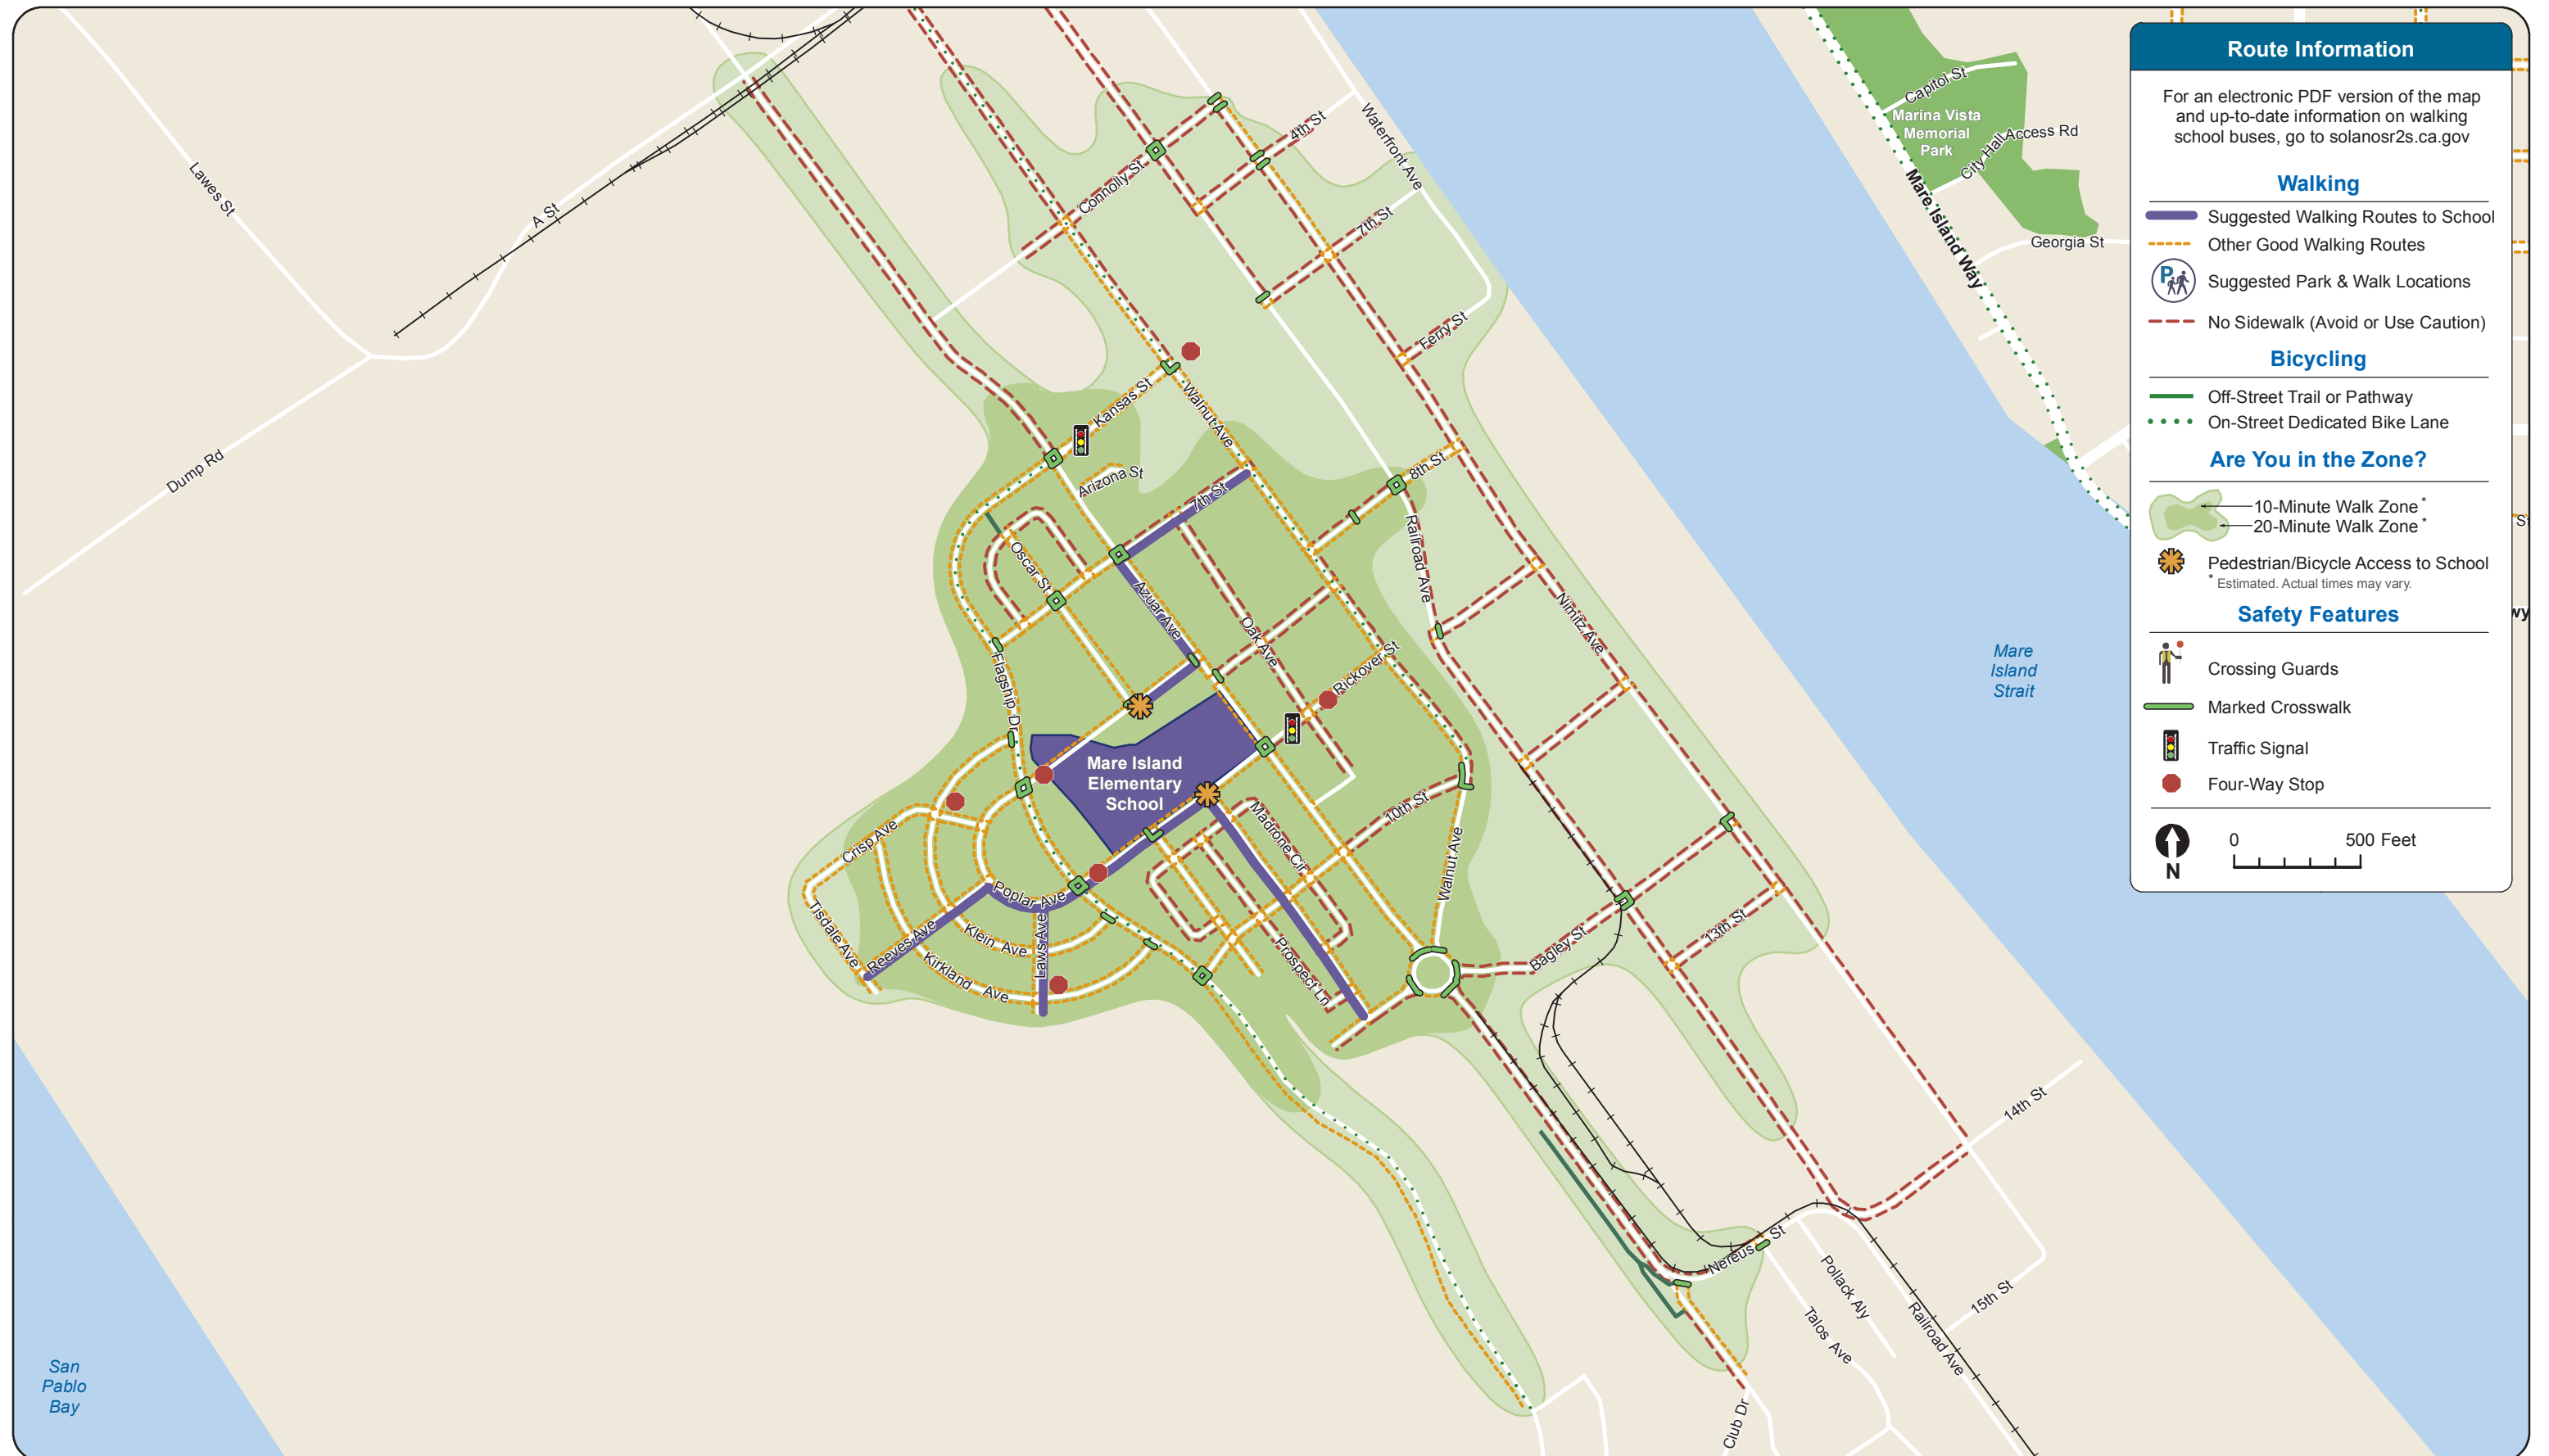 Route Information
For an electronic PDF version of the map
and up-to-date information on walking
school buses, go to solanosr2s.ca.gov
Walking
Suggested Walking Routes to School
Other Good Walking Routes
P
Suggested Park & Walk Locations
No Sidewalk (Avoid or Use Caution)
Bicycling
Off-Street Trail or Pathway
On-Street Dedicated Bike Lane
Are You in the Zone?
10-Minute Walk Zone *
20-Minute Walk Zone *
Pedestrian/Bicycle Access to School
* Estimated. Actual times may vary.
Safety Features
Crossing Guards
Marked Crosswalk
Traffic Signal
Four-Way Stop
N
0 500 Feet
Capitol St
Marina Vista
Memorial
Park
City Hall Access Rd
Georgia St
Mare Island Way
Lawes St
A St
Dump Rd
Connolly St
4th St
Waterfront Ave
7th St
Ferry St
Kansas St
Walnut Ave
Arizona St
7th St
8th St
Railroad Ave
Oscar St
Azuar Ave
Oak Ave
Nimitz Ave
Rickover St
Flagship Dr
Mare Island
Elementary
School
Mare
Island
Strait
Crisp Ave
Madrone Cir
10th St
Walnut Ave
Poplar Ave
Tisdale Ave
Reeves Ave
Klein Ave
Laws Ave
Kirkland Ave
Prospect Ln
Bagley St
13th St
14th St
Nereus St
Pollack Aly
Talos Ave
Railroad Ave
15th St
Club Dr
San
Pablo
Bay